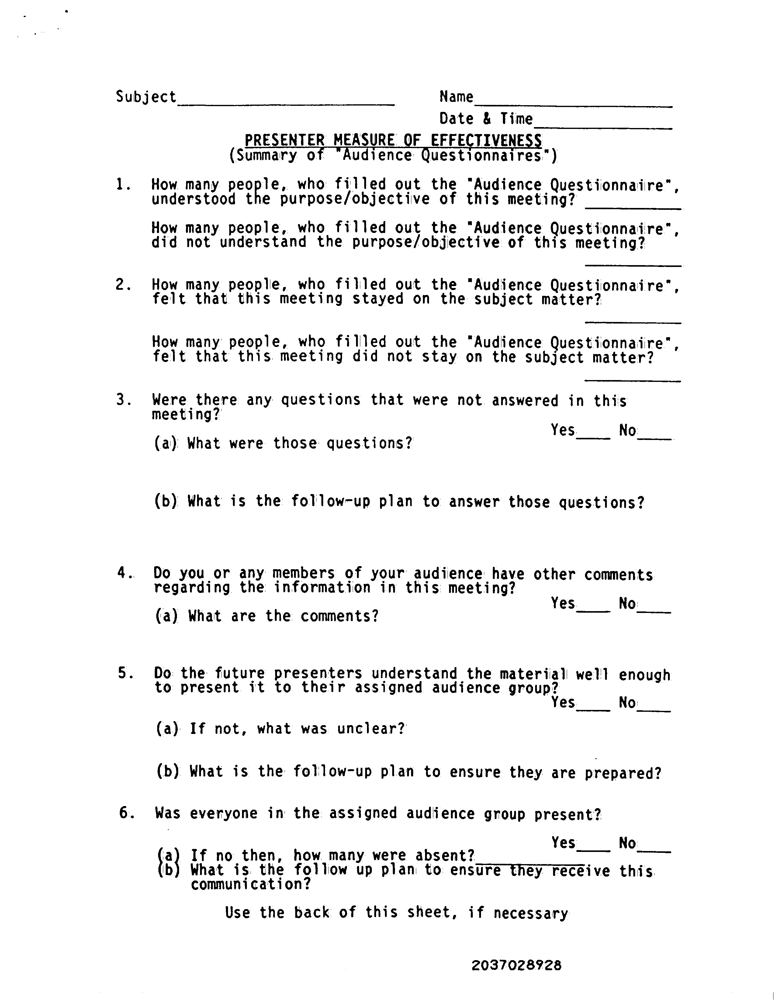 Subject____________ Name____________
Date & Time____________
PRESENTER MEASURE OF EFFECTIVENESS
(Summary of "Audience Questionnaires")
1. How many people, who filled out the "Audience Questionnaire",
understood the purpose/objective of this meeting? ____________
How many people, who filled out the "Audience Questionnaire",
did not understand the purpose/objective of this meeting?
____________
2. How many people, who filled out the "Audience Questionnaire",
felt that this meeting stayed on the subject matter?
____________
How many people, who filled out the "Audience Questionnaire",
felt that this meeting did not stay on the subject matter?
____________
3. Were there any questions that were not answered in this
meeting?
Yes____ No____
(a) What were those questions?
(b) What is the follow-up plan to answer those questions?
4. Do you or any members of your audience have other comments
regarding the information in this meeting?
Yes____ No____
(a) What are the comments?
5. Do the future presenters understand the material well enough
to present it to their assigned audience group?
Yes____ No____
(a) If not, what was unclear?
(b) What is the follow-up plan to ensure they are prepared?
6. Was everyone in the assigned audience group present?
Yes____ No____
(a) If no then, how many were absent?____________
(b) What is the follow up plan to ensure they receive this
communication?
Use the back of this sheet, if necessary
2037028928